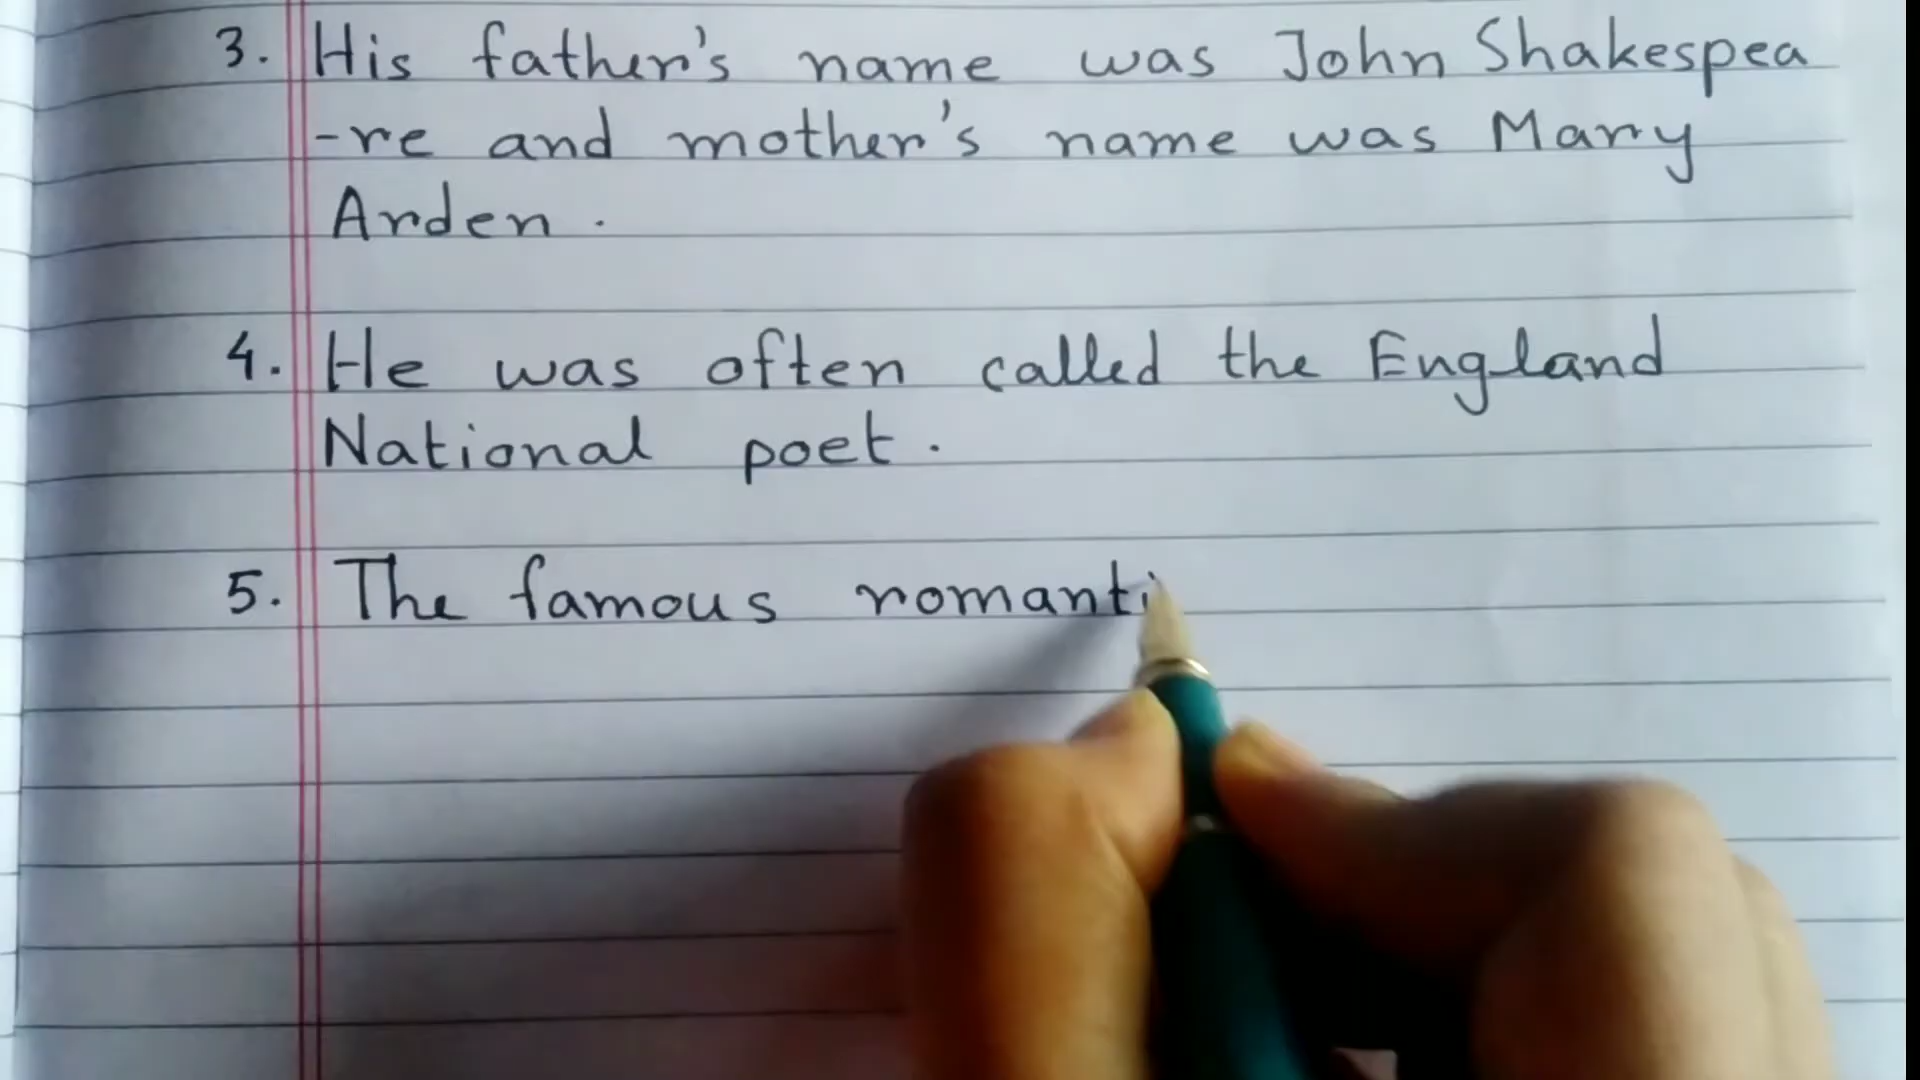 3. His father's name was John Shakespea
-re and mother's name was Mary
Arden.
4. He was often called the England
National poet.
5. The famous romanti